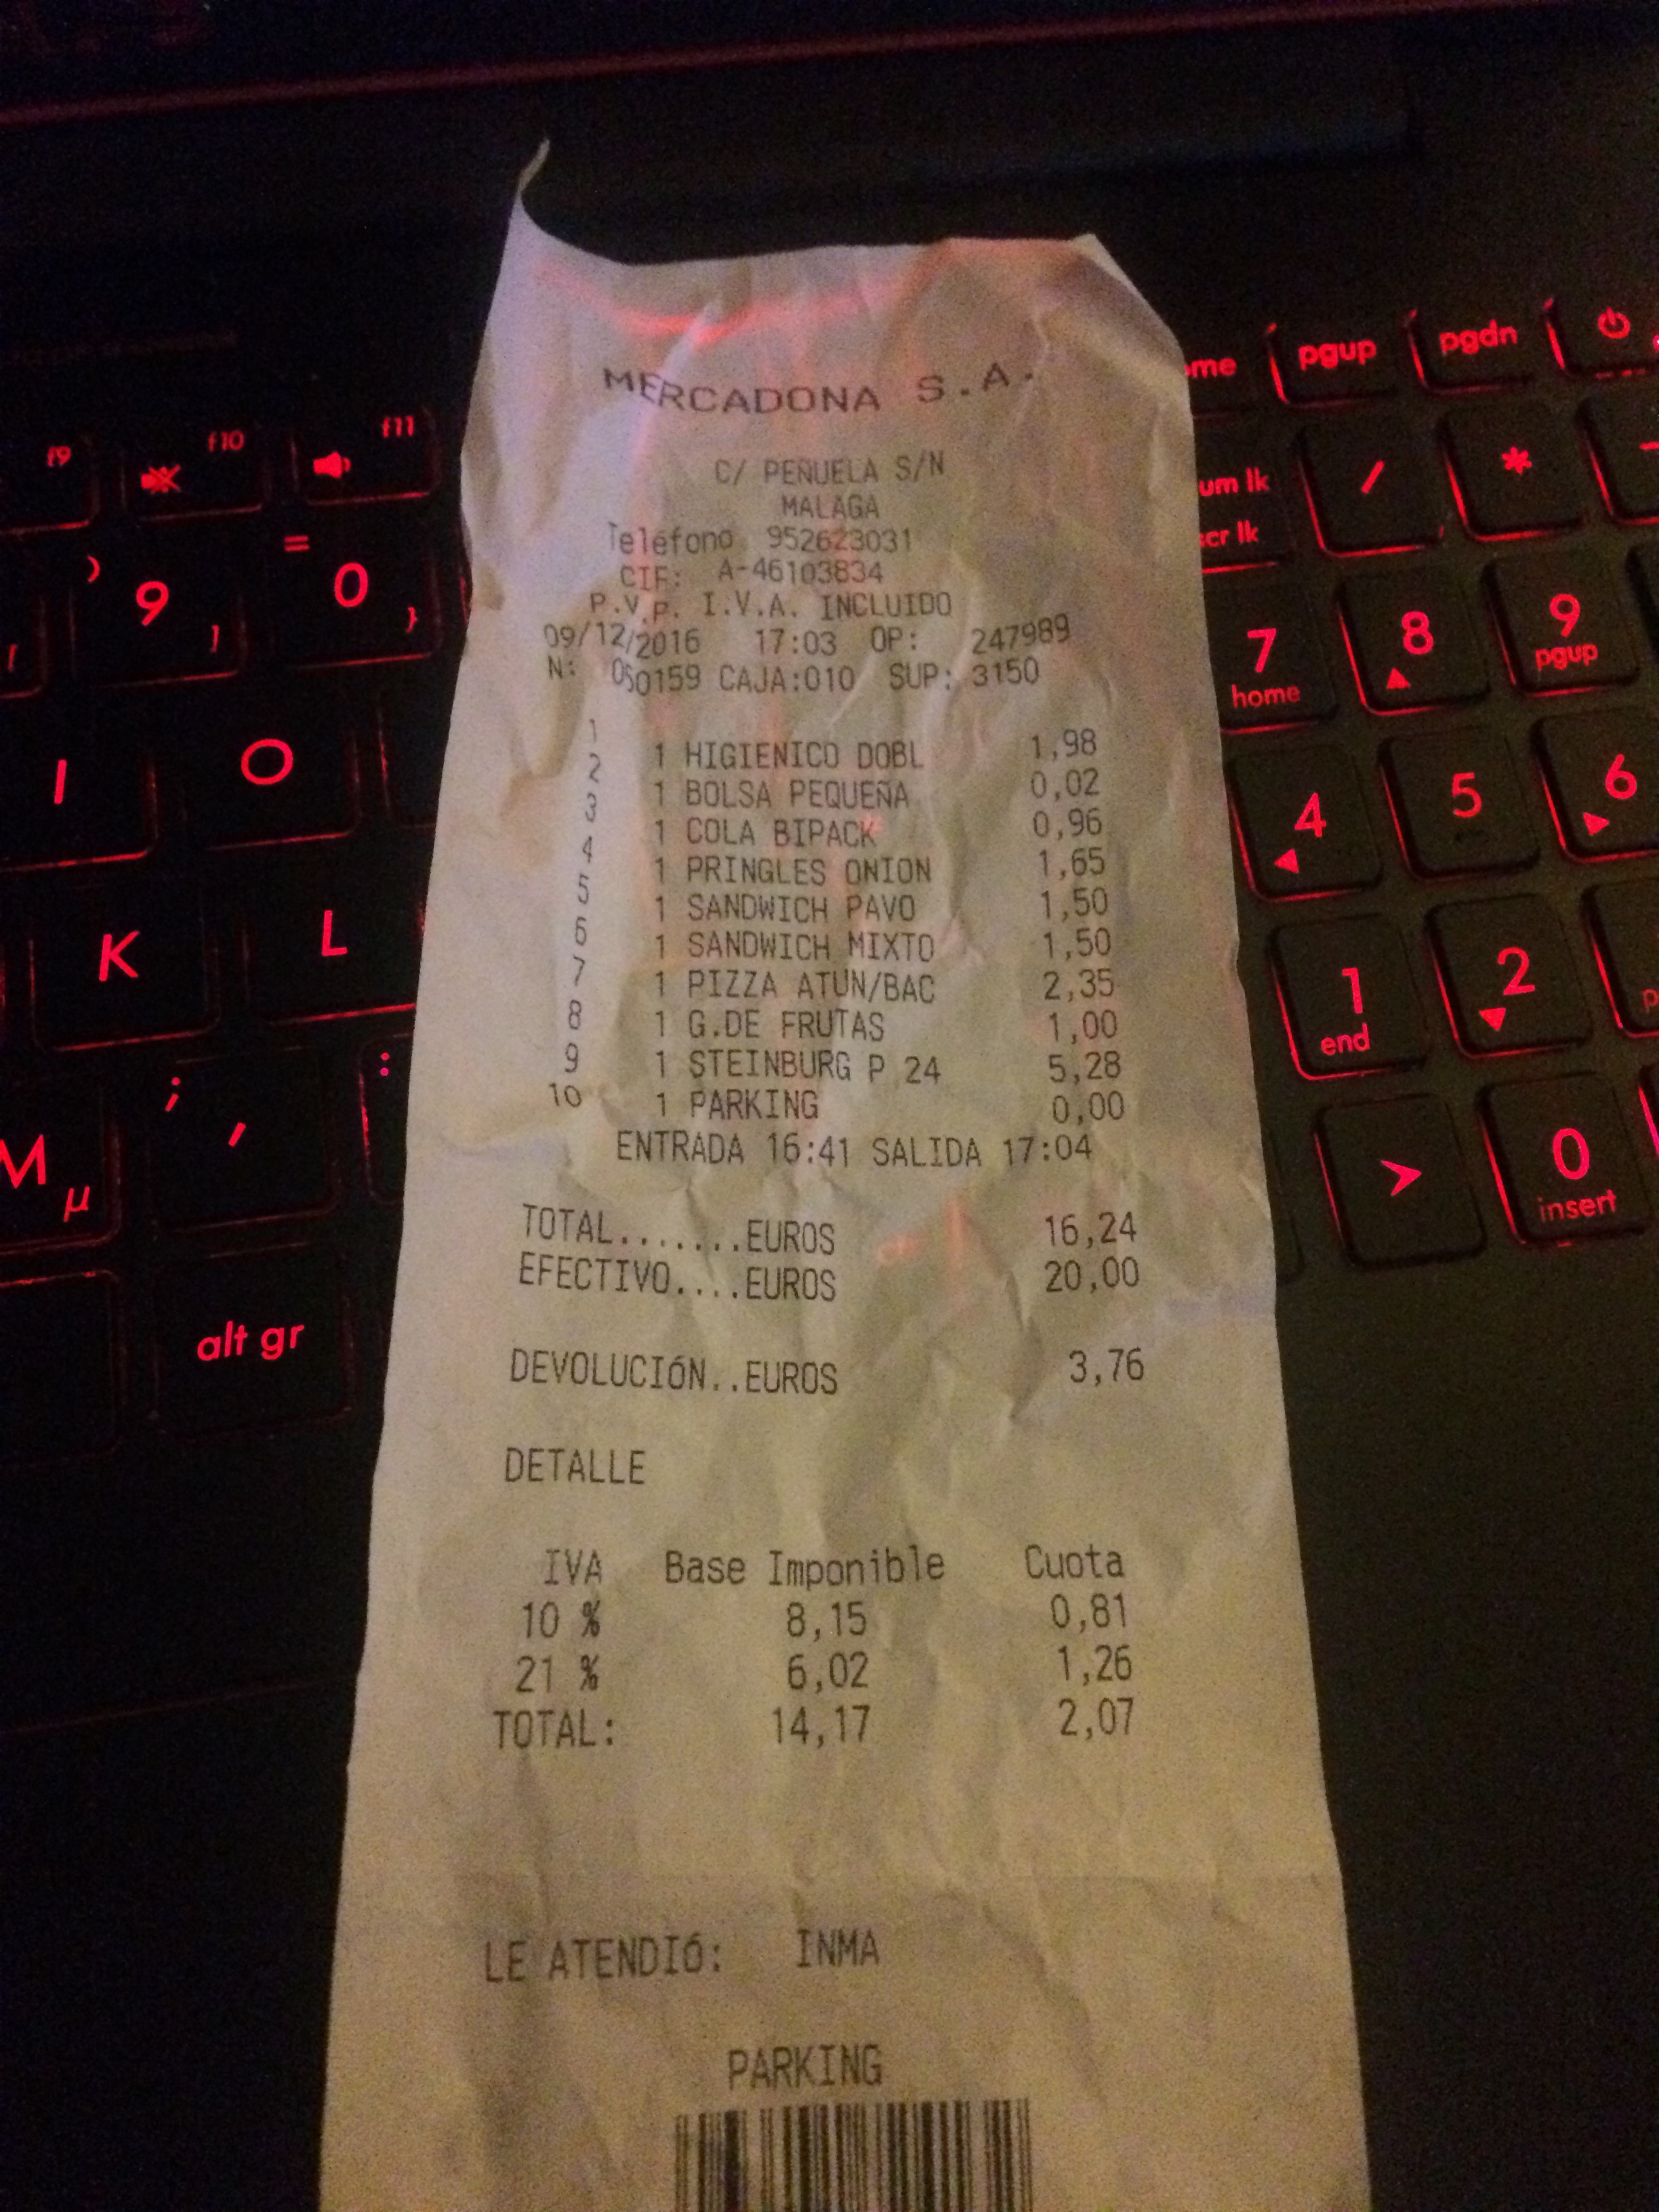 MERCADONA S.A.
C/ PEÑUELA S/N
MALAGA
Teléfono 952623031
CIF: A-46103834
P.V.P. I.V.A. INCLUIDO
09/12/2016 17:03 OP: 247989
N: 050159 CAJA:010 SUP: 3150
1 1 HIGIENICO DOBL 1,98
2 1 BOLSA PEQUEÑA 0,02
3 1 COLA BIPACK 0,96
4 1 PRINGLES ONION 1,65
5 1 SANDWICH PAVO 1,50
6 1 SANDWICH MIXTO 1,50
7 1 PIZZA ATUN/BAC 2,35
8 1 G.DE FRUTAS 1,00
9 1 STEINBURG P 24 5,28
10 1 PARKING 0,00
ENTRADA 16:41 SALIDA 17:04
TOTAL.......EUROS 16,24
EFECTIVO....EUROS 20,00
DEVOLUCIÓN..EUROS 3,76
DETALLE
IVA Base Imponible Cuota
10 % 8,15 0,81
21 % 6,02 1,26
TOTAL: 14,17 2,07
LE ATENDIÓ: INMA
PARKING
f9 f10 f11
) 9 ] = 0 }
I O
K L
M µ ; , :
alt gr
pgup pgdn
um lk / * -
scr lk
7 home 8 9 pgup
4 5 6
1 end 2
> 0 insert